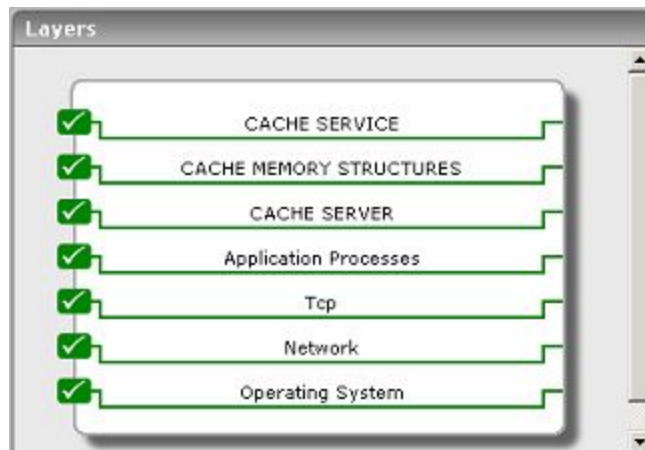 Layers
CACHE SERVICE
CACHE MEMORY STRUCTURES
CACHE SERVER
Application Processes
Tcp
Network
Operating System